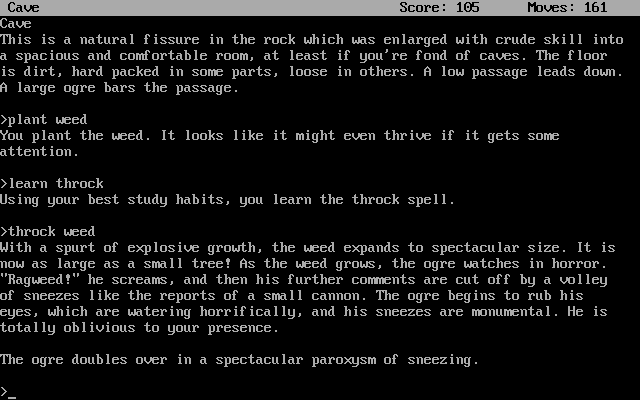 Cave Score: 105 Moves: 161
Cave
This is a natural fissure in the rock which was enlarged with crude skill into
a spacious and comfortable room, at least if you're fond of caves. The floor
is dirt, hard packed in some parts, loose in others. A low passage leads down.
A large ogre bars the passage.
>plant weed
You plant the weed. It looks like it might even thrive if it gets some
attention.
>learn throck
Using your best study habits, you learn the throck spell.
>throck weed
With a spurt of explosive growth, the weed expands to spectacular size. It is
now as large as a small tree! As the weed grows, the ogre watches in horror.
"Ragweed!" he screams, and then his further comments are cut off by a volley
of sneezes like the reports of a small cannon. The ogre begins to rub his
eyes, which are watering horrifically, and his sneezes are monumental. He is
totally oblivious to your presence.
The ogre doubles over in a spectacular paroxysm of sneezing.
>_